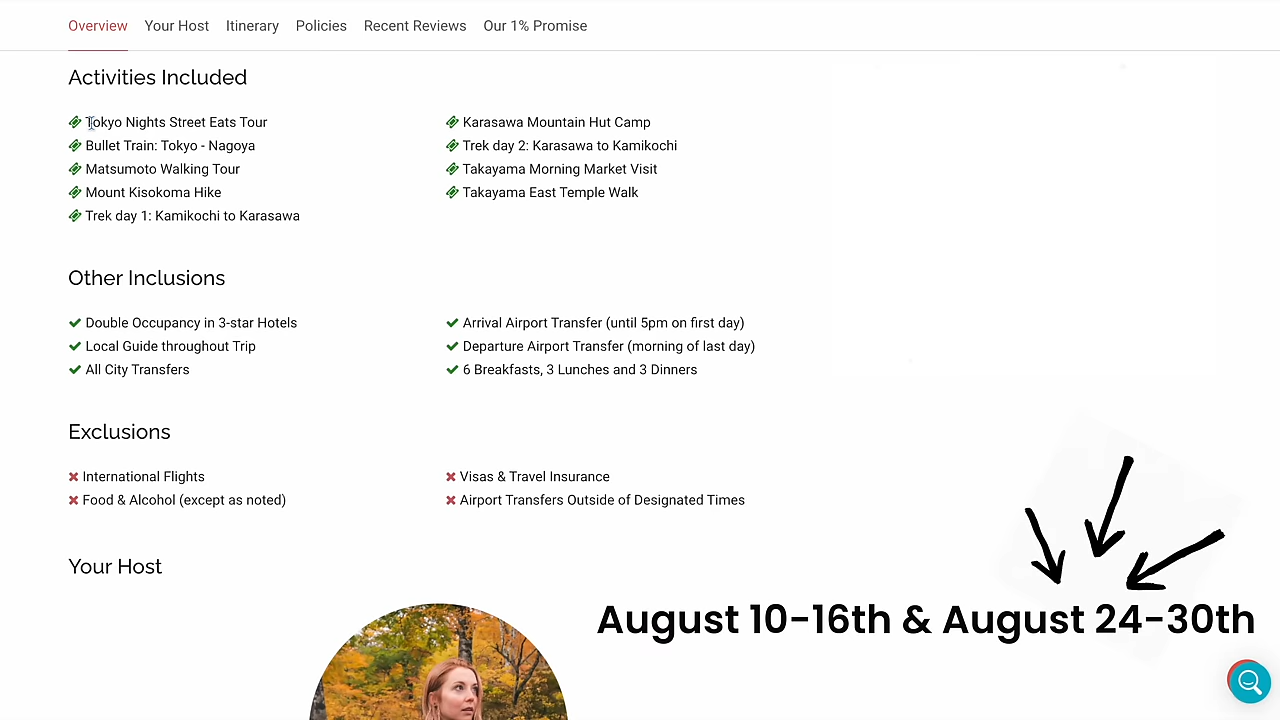 Overview Your Host Itinerary Policies Recent Reviews Our 1% Promise
Activities Included
Tokyo Nights Street Eats Tour
Bullet Train: Tokyo - Nagoya
Matsumoto Walking Tour
Mount Kisokoma Hike
Trek day 1: Kamikochi to Karasawa
Karasawa Mountain Hut Camp
Trek day 2: Karasawa to Kamikochi
Takayama Morning Market Visit
Takayama East Temple Walk
Other Inclusions
Double Occupancy in 3-star Hotels
Local Guide throughout Trip
All City Transfers
Arrival Airport Transfer (until 5pm on first day)
Departure Airport Transfer (morning of last day)
6 Breakfasts, 3 Lunches and 3 Dinners
Exclusions
International Flights
Food & Alcohol (except as noted)
Visas & Travel Insurance
Airport Transfers Outside of Designated Times
Your Host
August 10-16th & August 24-30th